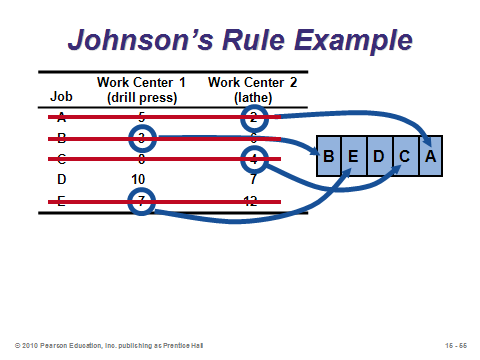 Johnson's Rule Example
Work Center 1 Work Center 2
Job (drill press) (lathe)
A 5 2
B 3 6
C 8 4
D 10 7
E 7 12
B E D C A
© 2010 Pearson Education, Inc. publishing as Prentice Hall 15 - 55